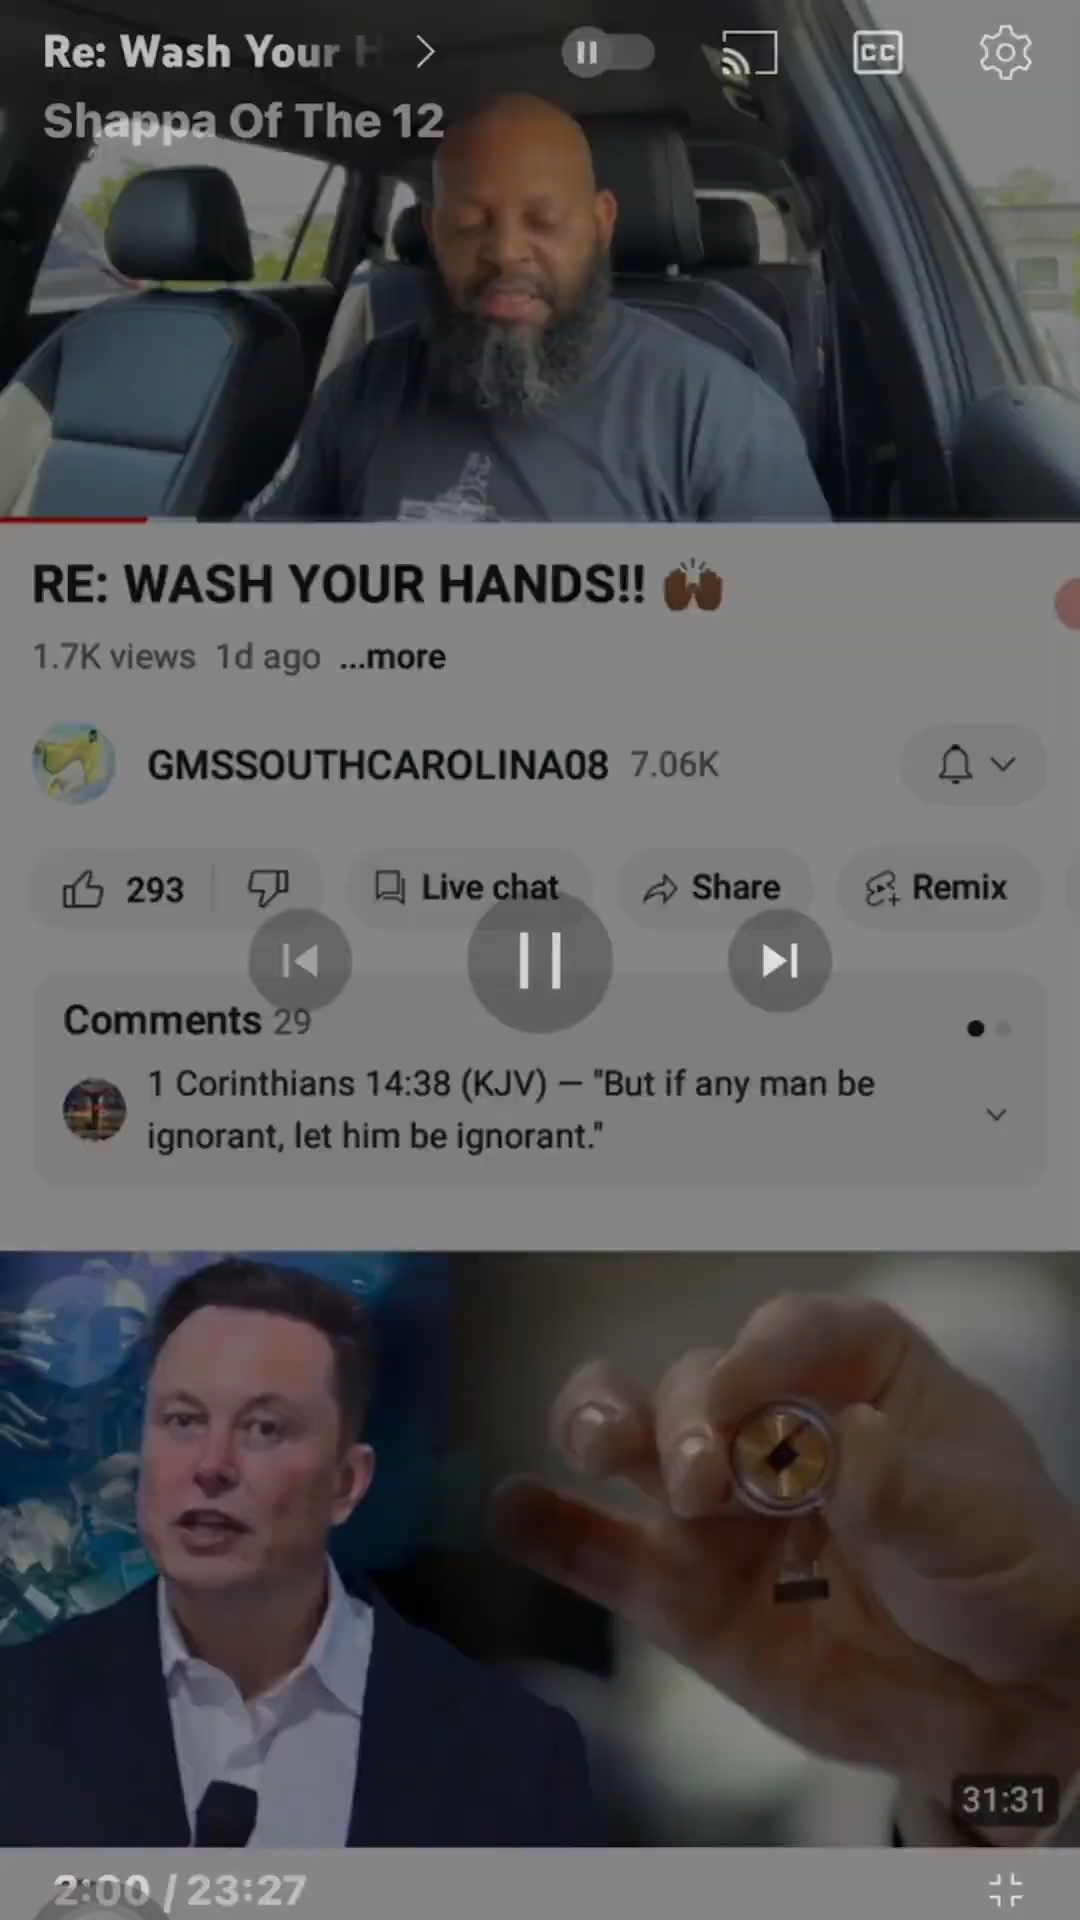 Re: Wash Your H
Shappa Of The 12
CC
RE: WASH YOUR HANDS!! 🙌🏾
1.7K views 1d ago ...more
GMSSOUTHCAROLINA08 7.06K
293
Live chat
Share
Remix
Comments 29
1 Corinthians 14:38 (KJV) — "But if any man be
ignorant, let him be ignorant."
31:31
2:00 / 23:27